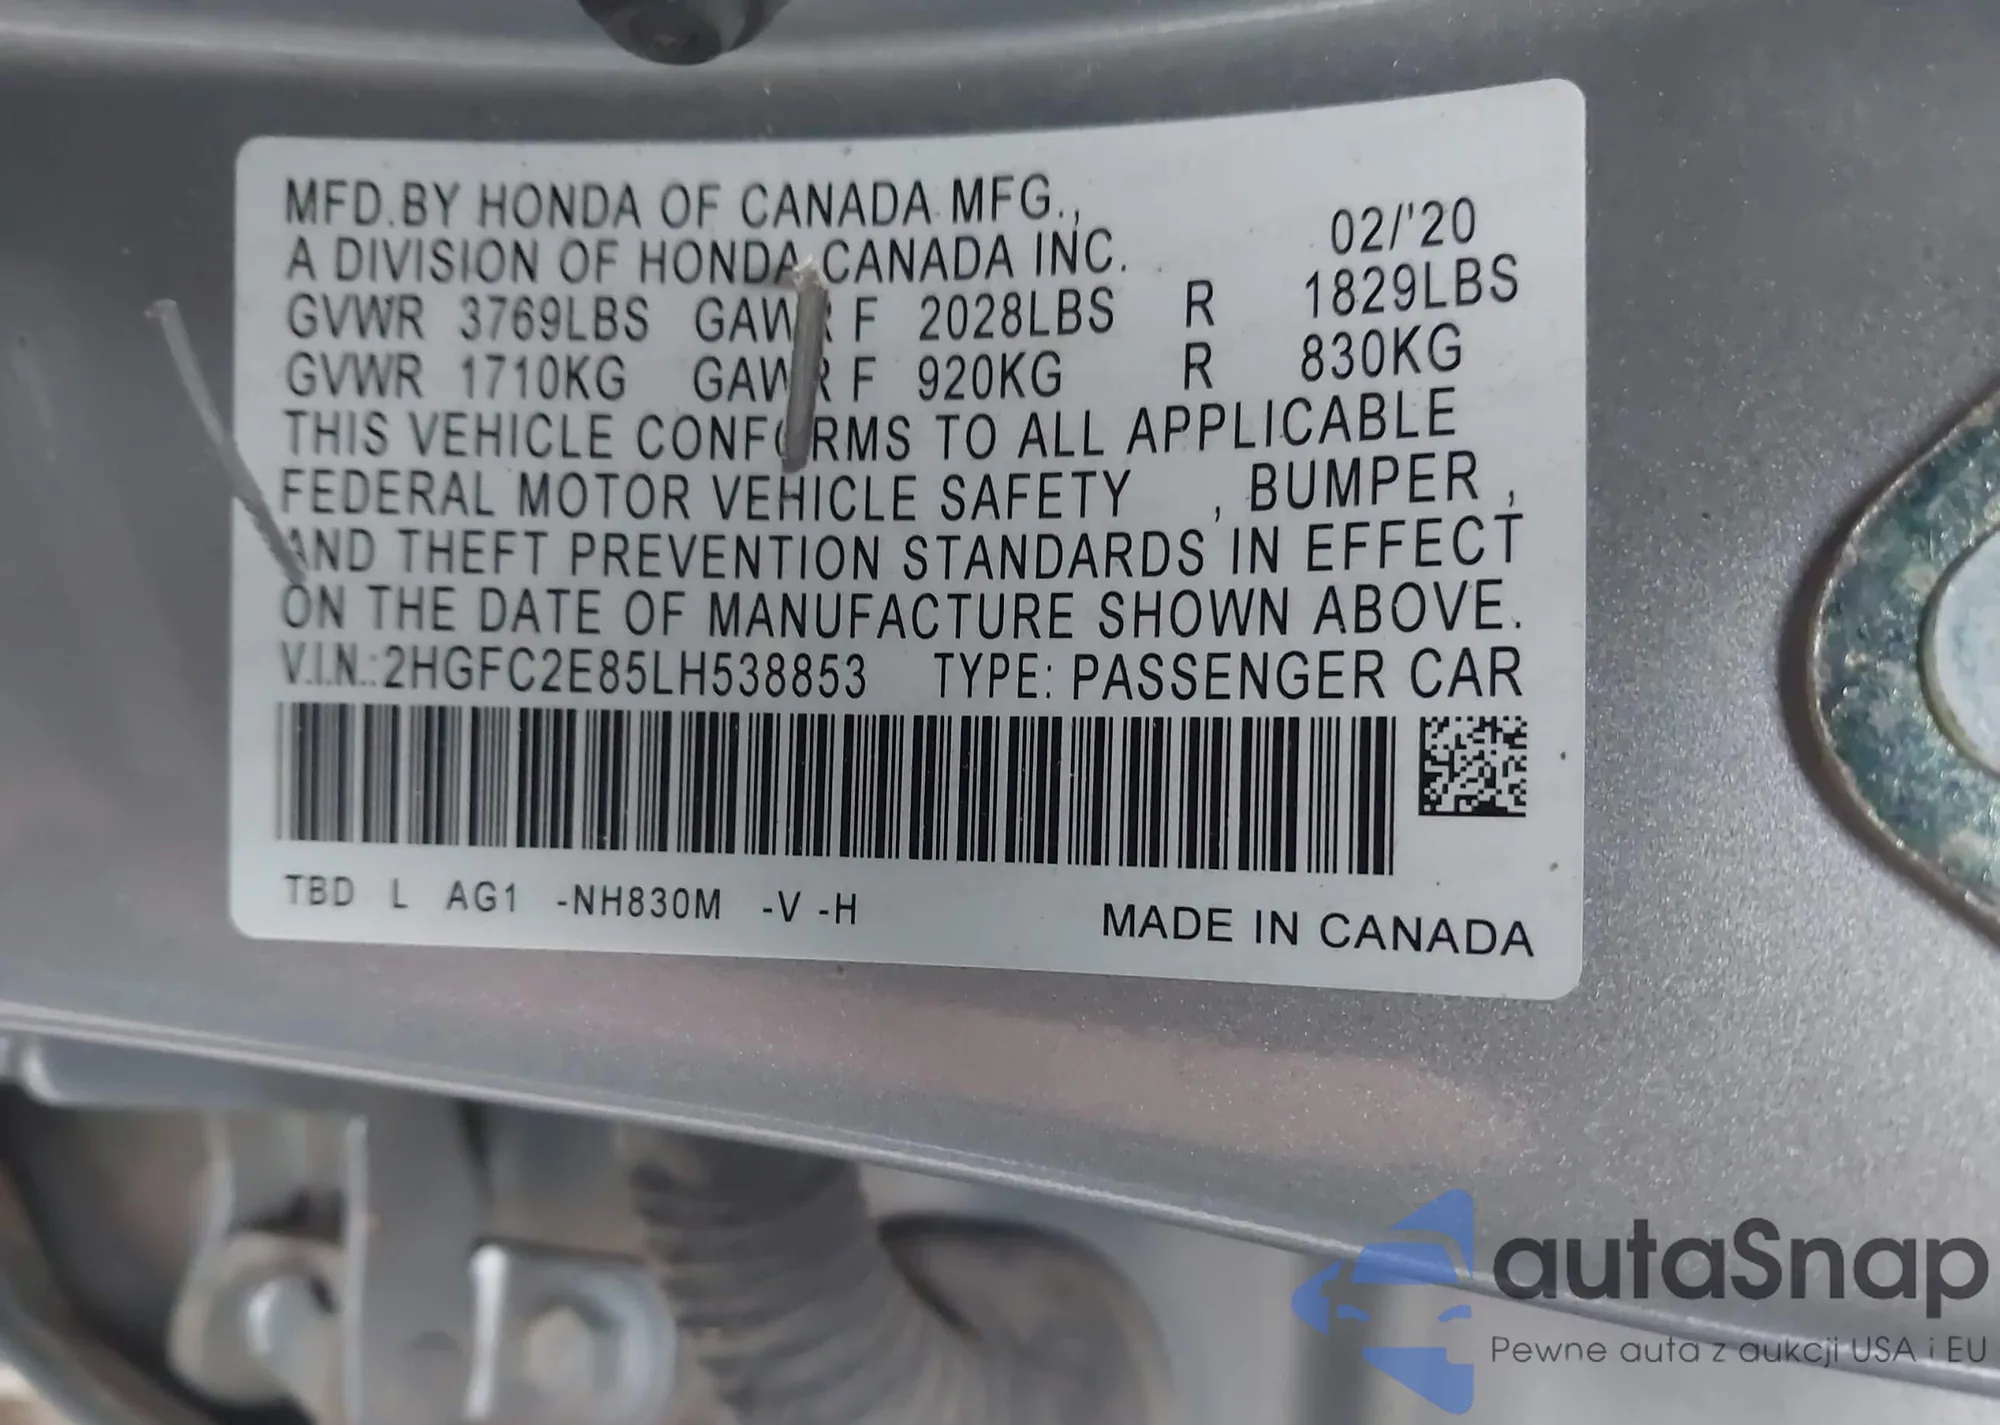 MFD.BY HONDA OF CANADA MFG.,
A DIVISION OF HONDA CANADA INC. 02/'20
GVWR 3769LBS GAWR F 2028LBS R 1829LBS
GVWR 1710KG GAWR F 920KG R 830KG
THIS VEHICLE CONFORMS TO ALL APPLICABLE
FEDERAL MOTOR VEHICLE SAFETY , BUMPER ,
AND THEFT PREVENTION STANDARDS IN EFFECT
ON THE DATE OF MANUFACTURE SHOWN ABOVE.
V.I.N.:2HGFC2E85LH538853 TYPE: PASSENGER CAR
TBD L AG1 -NH830M -V -H MADE IN CANADA
autaSnap
Pewne auta z aukcji USA i EU